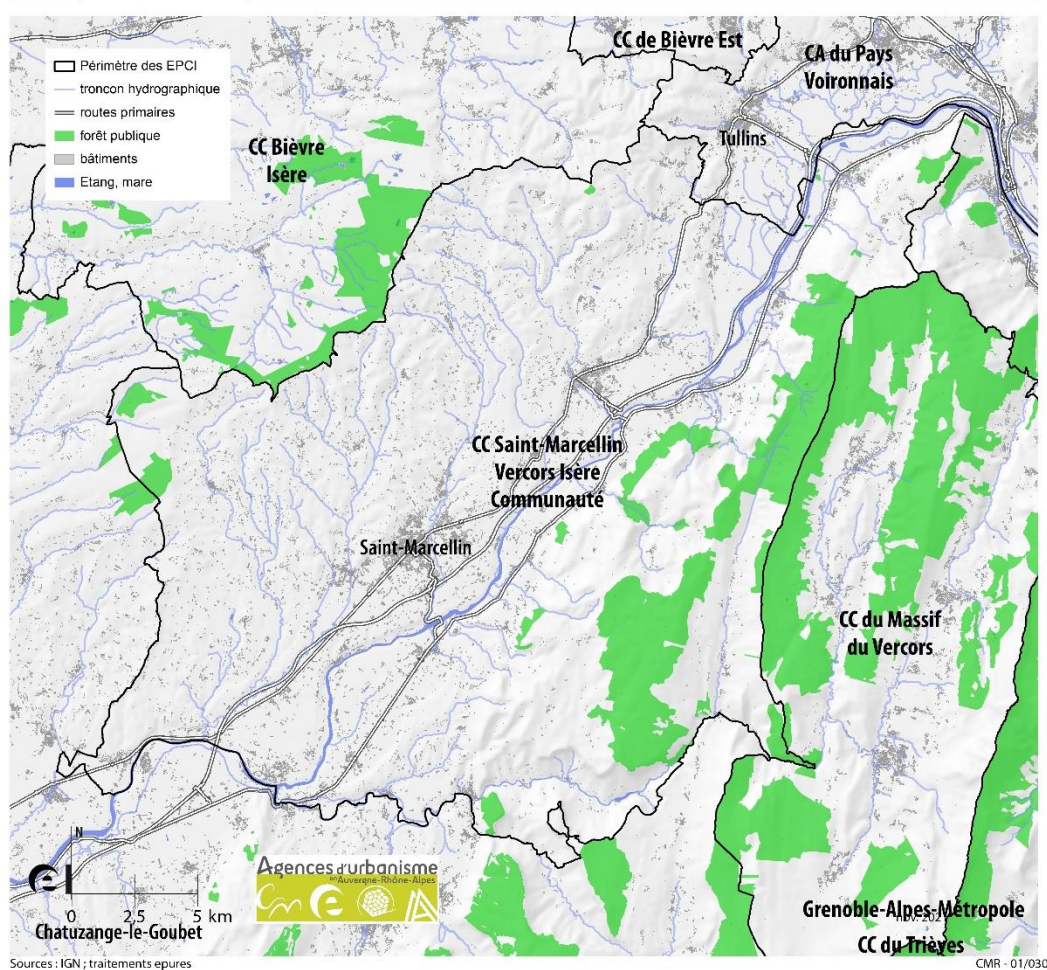 Périmètre des EPCI
troncon hydrographique
routes primaires
forêt publique
bâtiments
Etang, mare
CC de Bièvre Est
CA du Pays
Voironnais
CC Bièvre
Isère
Tullins
CC Saint-Marcellin
Vercors Isère
Communauté
Saint-Marcellin
CC du Massif
du Vercors
N
0 2,5 5 km
Chatuzange-le-Goubet
Agences d'urbanisme
en Auvergne-Rhône-Alpes
Grenoble-Alpes-Métropole
CC du Trièves
Sources : IGN ; traitements epures
CMR - 01/030